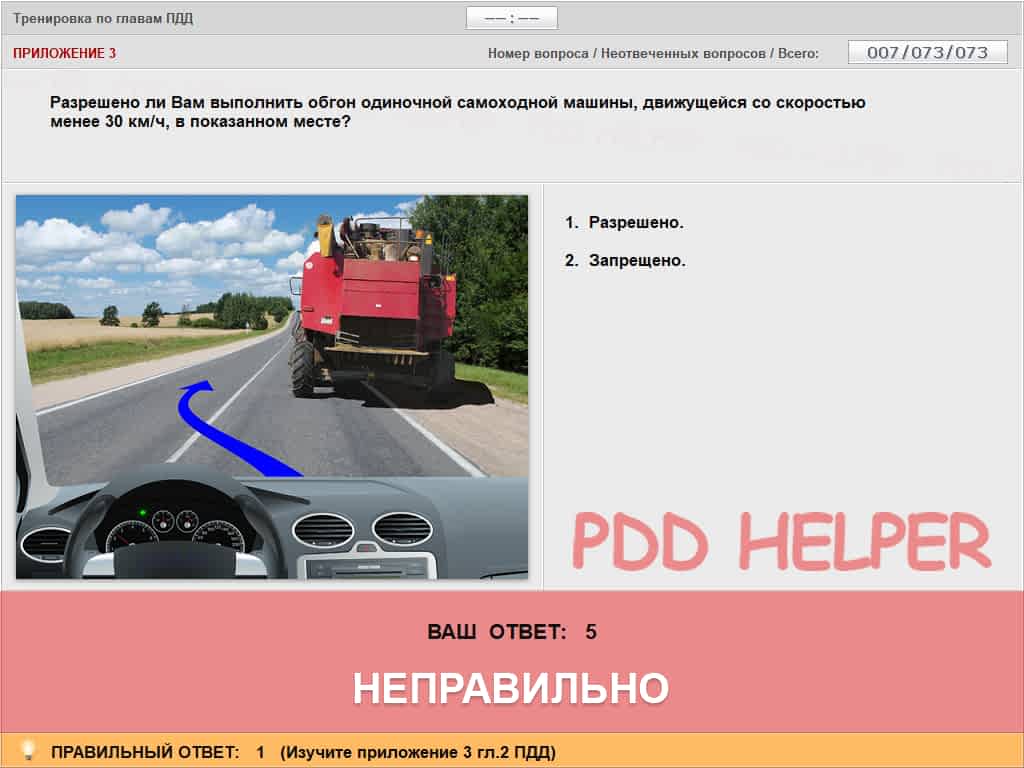 Тренировка по главам ПДД
—— : ——
ПРИЛОЖЕНИЕ 3
Номер вопроса / Неотвеченных вопросов / Всего:
007/073/073
Разрешено ли Вам выполнить обгон одиночной самоходной машины, движущейся со скоростью
менее 30 км/ч, в показанном месте?
1. Разрешено.
2. Запрещено.
PDD HELPER
ВАШ ОТВЕТ: 5
НЕПРАВИЛЬНО
ПРАВИЛЬНЫЙ ОТВЕТ: 1 (Изучите приложение 3 гл.2 ПДД)